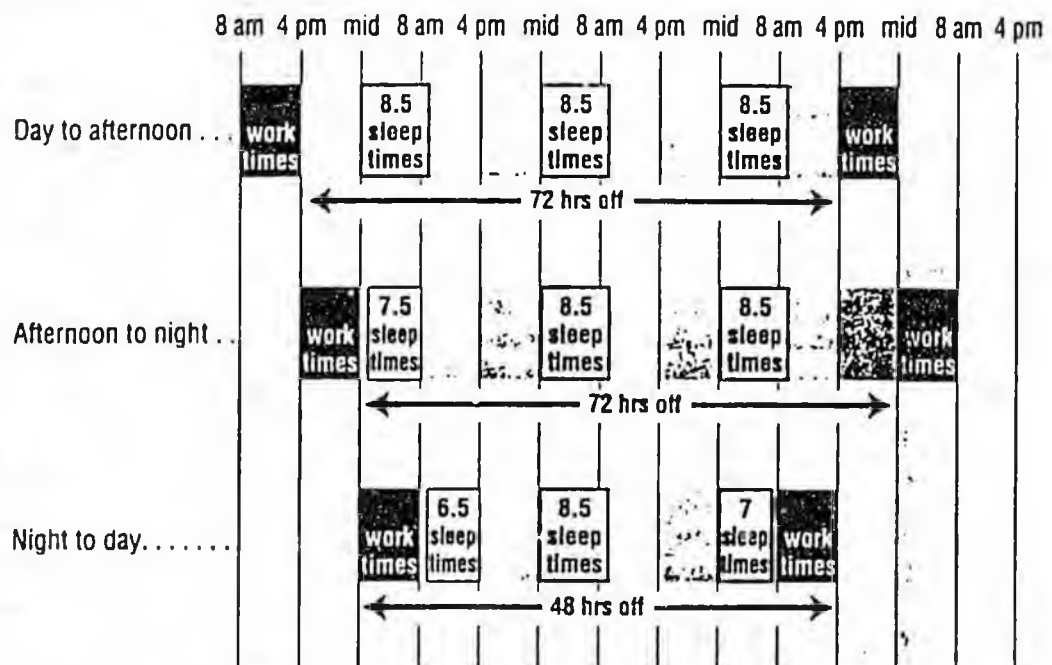 8 am 4 pm mid 8 am 4 pm mid 8 am 4 pm mid 8 am 4 pm mid 8 am 4 pm
Day to afternoon . . .
work times
8.5 sleep times
8.5 sleep times
8.5 sleep times
work times
72 hrs off
Afternoon to night . .
work times
7.5 sleep times
8.5 sleep times
8.5 sleep times
work times
72 hrs off
Night to day. . . . . . .
work times
6.5 sleep times
8.5 sleep times
7 sleep times
work times
48 hrs off